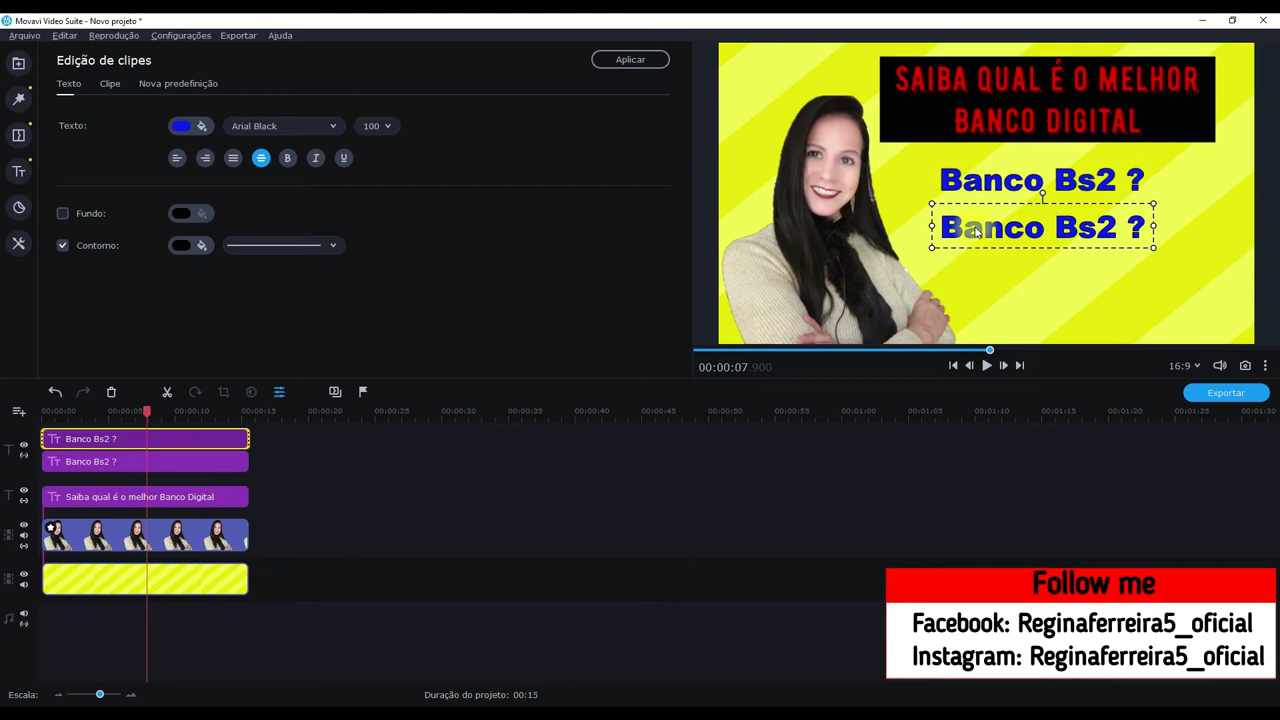 Movavi Video Suite - Novo projeto *
Arquivo Editar Reprodução Configurações Exportar Ajuda
Edição de clipes
Aplicar
Texto Clipe Nova predefinição
Texto:
Arial Black
100
B I U
Fundo:
Contorno:
SAIBA QUAL É O MELHOR
BANCO DIGITAL
Banco Bs2 ?
Banco Bs2 ?
00:00:07.900
16:9
Exportar
00:00:00 00:00:05 00:00:10 00:00:15 00:00:20 00:00:25 00:00:30 00:00:35 00:00:40 00:00:45 00:00:50 00:00:55 00:01:00 00:01:05 00:01:10 00:01:15 00:01:20 00:01:25 00:01:30
Tт Banco Bs2 ?
Tт Banco Bs2 ?
Tт Saiba qual é o melhor Banco Digital
Follow me
Facebook: Reginaferreira5_oficial
Instagram: Reginaferreira5_oficial
Escala:
Duração do projeto: 00:15